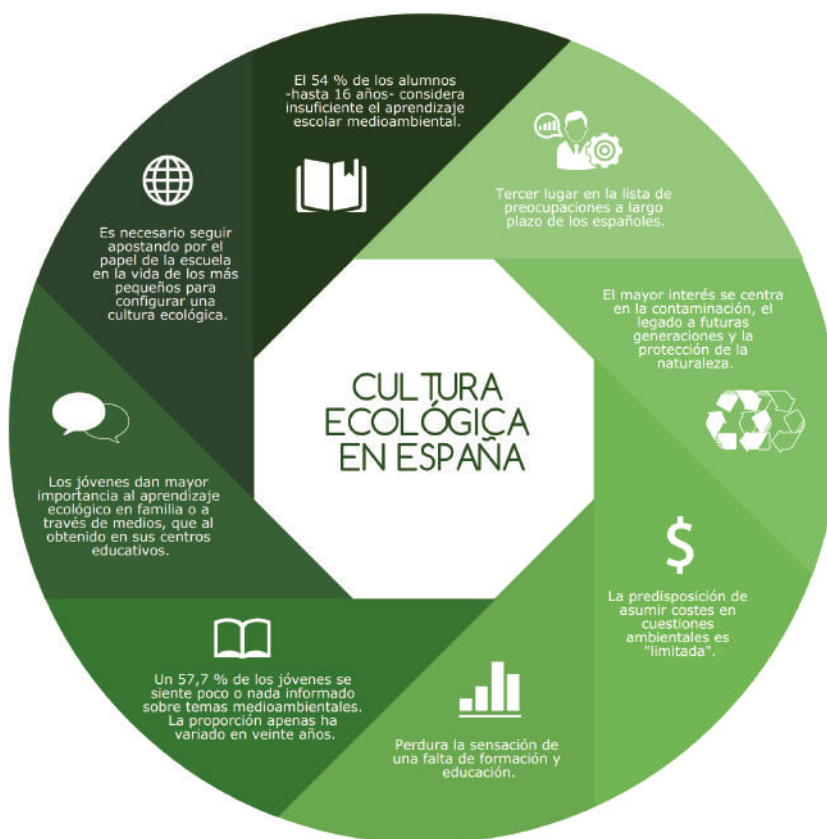 El 54 % de los alumnos
-hasta 16 años- considera
insuficiente el aprendizaje
escolar medioambiental.
Tercer lugar en la lista de
preocupaciones a largo
plazo de los españoles.
El mayor interés se centra
en la contaminación, el
legado a futuras
generaciones y la
protección de la
naturaleza.
$
La predisposición de
asumir costes en
cuestiones
ambientales es
"limitada".
Perdura la sensación de
una falta de formación y
educación.
Un 57,7 % de los jóvenes se
siente poco o nada informado
sobre temas medioambientales.
La proporción apenas ha
variado en veinte años.
Los jóvenes dan mayor
importancia al aprendizaje
ecológico en familia o a
través de medios, que al
obtenido en sus centros
educativos.
Es necesario seguir
apostando por el
papel de la escuela
en la vida de los más
pequeños para
configurar una
cultura ecológica.
CULTURA
ECOLÓGICA
EN ESPAÑA